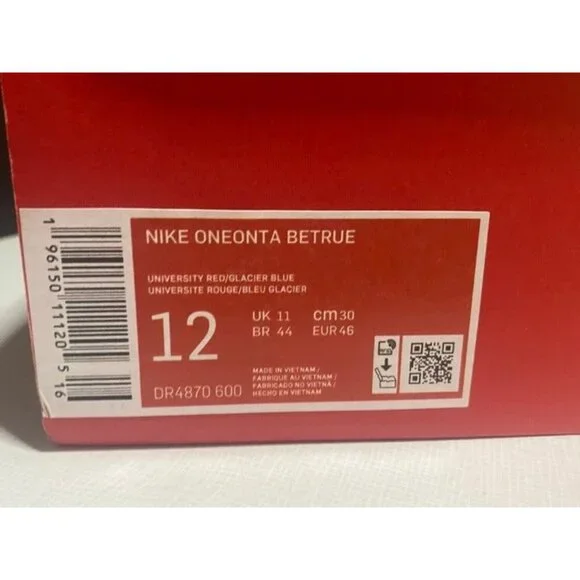 NIKE ONEONTA BETRUE
UNIVERSITY RED/GLACIER BLUE
UNIVERSITE ROUGE/BLEU GLACIER
12
UK 11 cm 30
BR 44 EUR 46
MADE IN VIETNAM /
FABRIQUE AU VIETNAM /
FABRICADO NO VIETNÃ /
HECHO EN VIETNAM
DR4870 600
1 96150 11120 5 16